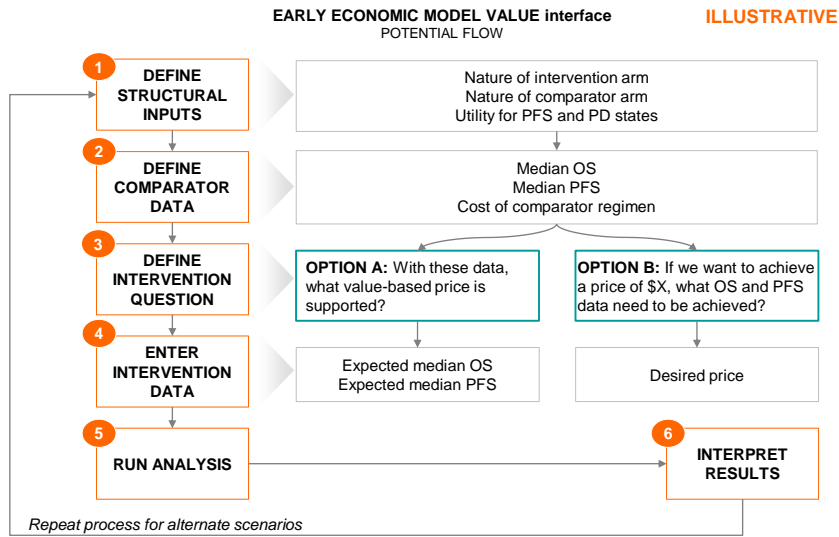 EARLY ECONOMIC MODEL VALUE interface
POTENTIAL FLOW
ILLUSTRATIVE
1
DEFINE
STRUCTURAL
INPUTS
Nature of intervention arm
Nature of comparator arm
Utility for PFS and PD states
2
DEFINE
COMPARATOR
DATA
Median OS
Median PFS
Cost of comparator regimen
3
DEFINE
INTERVENTION
QUESTION
OPTION A: With these data,
what value-based price is
supported?
OPTION B: If we want to achieve
a price of $X, what OS and PFS
data need to be achieved?
4
ENTER
INTERVENTION
DATA
Expected median OS
Expected median PFS
Desired price
5
RUN ANALYSIS
6
INTERPRET
RESULTS
Repeat process for alternate scenarios